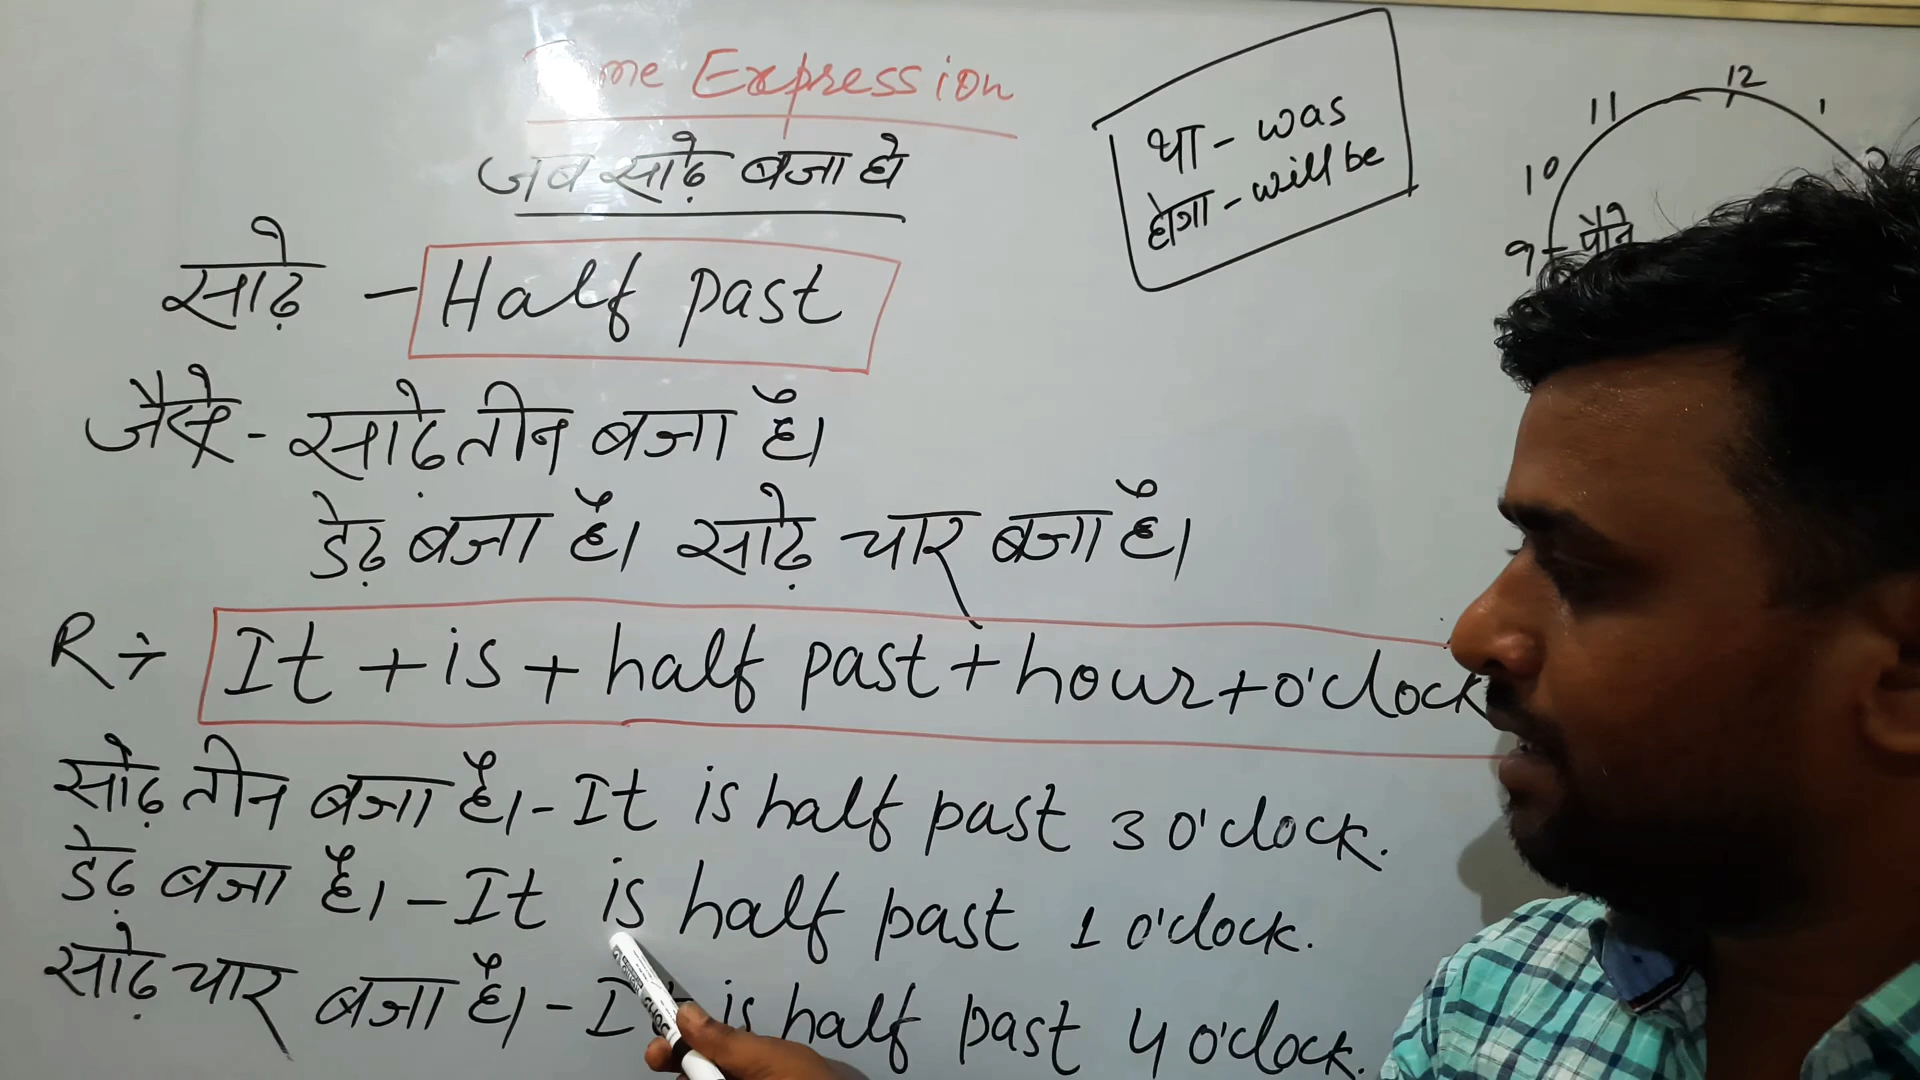 Time Expression
जब साढ़े बजा हो
था - was
होगा - will be
12
11
1
10
9 - पौने
साढ़े - Half past
जैसे - साढ़े तीन बजा है।
डेढ़ बजा है। साढ़े चार बजा है।
R ÷ It + is + half past + hour + o'clock
साढ़े तीन बजा है। - It is half past 3 o'clock.
डेढ़ बजा है। - It is half past 1 o'clock.
साढ़े चार बजा है। - It is half past 4 o'clock.